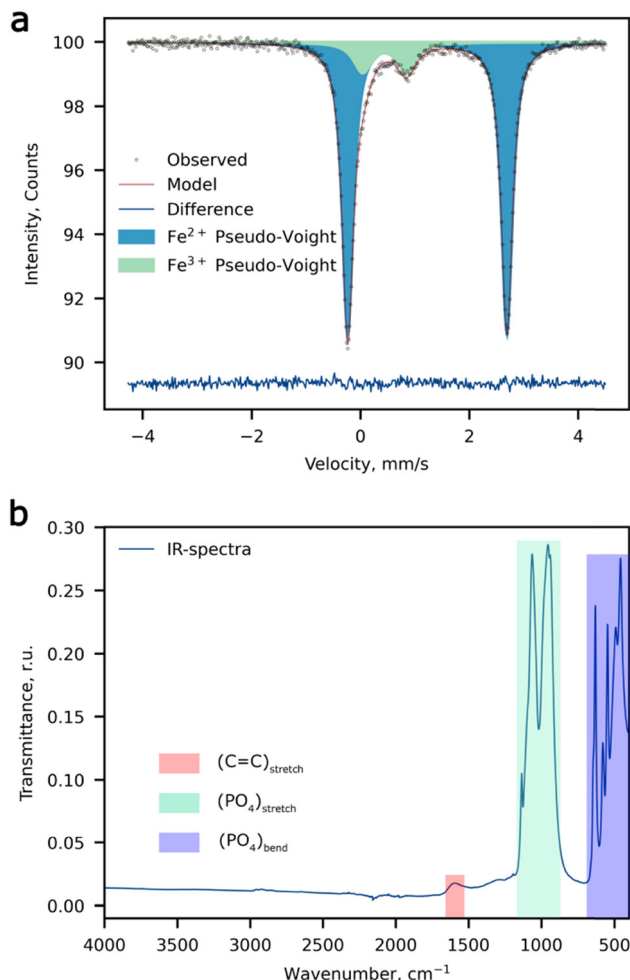 a
100
98
96
94
92
90
Intensity, Counts
Observed
Model
Difference
Fe²⁺ Pseudo-Voight
Fe³⁺ Pseudo-Voight
−4
−2
0
2
4
Velocity, mm/s
b
0.30
0.25
0.20
0.15
0.10
0.05
0.00
Transmittance, r.u.
IR-spectra
(C=C)stretch
(PO₄)stretch
(PO₄)bend
4000
3500
3000
2500
2000
1500
1000
500
Wavenumber, cm⁻¹